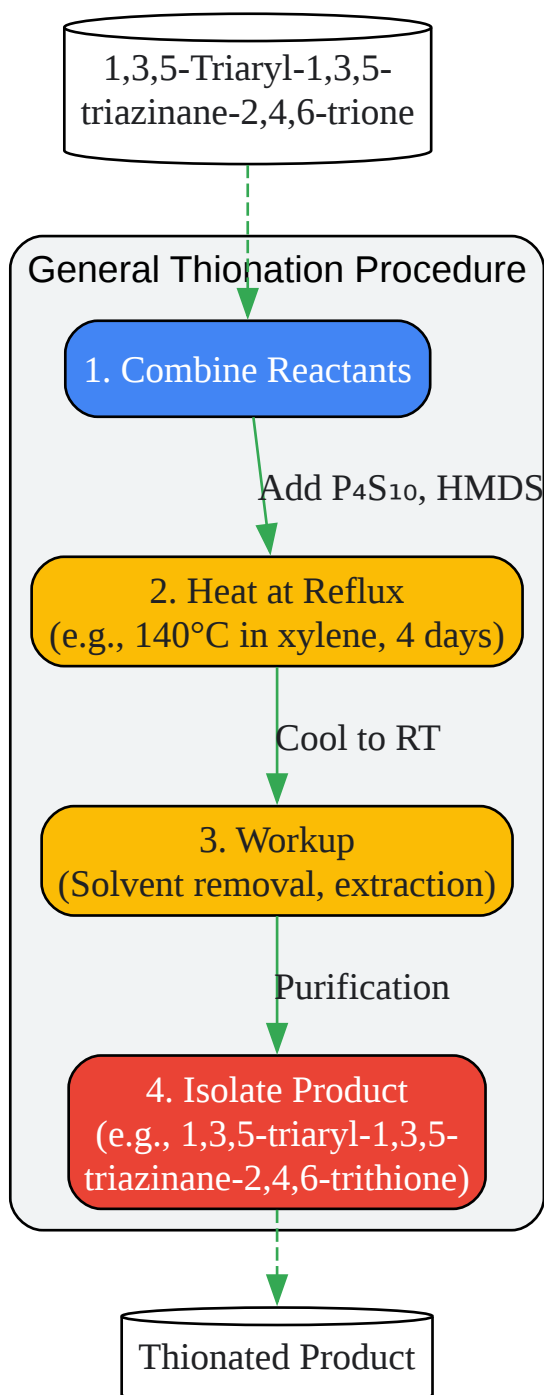 1,3,5-Triaryl-1,3,5-
triazinane-2,4,6-trione
General Thionation Procedure
1. Combine Reactants
Add P₄S₁₀, HMDS
2. Heat at Reflux
(e.g., 140°C in xylene, 4 days)
Cool to RT
3. Workup
(Solvent removal, extraction)
Purification
4. Isolate Product
(e.g., 1,3,5-triaryl-1,3,5-
triazinane-2,4,6-trithione)
Thionated Product